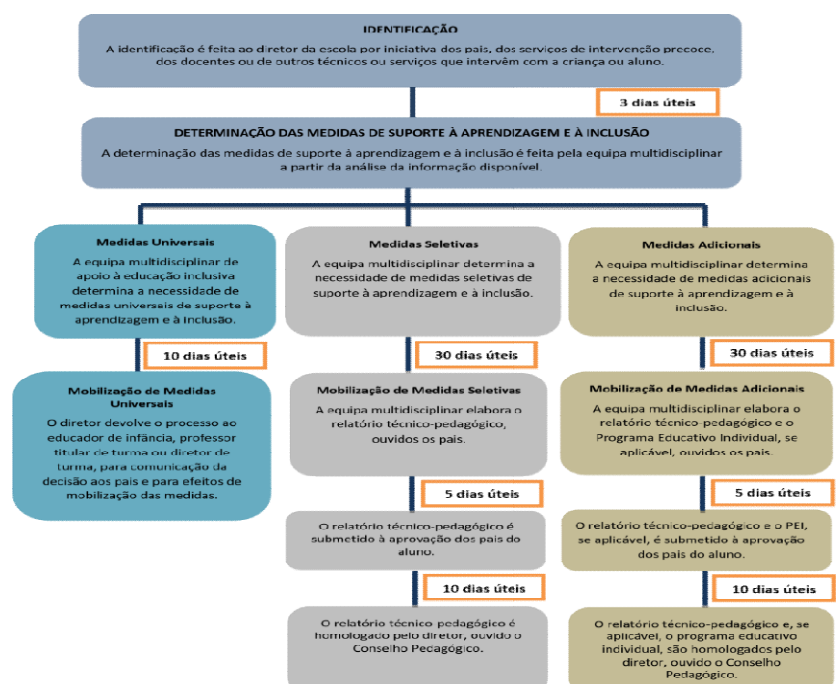 IDENTIFICAÇÃO
A identificação é feita ao diretor da escola por iniciativa dos pais, dos serviços de intervenção precoce,
dos docentes ou de outros técnicos ou serviços que intervêm com a criança ou aluno.
3 dias úteis
DETERMINAÇÃO DAS MEDIDAS DE SUPORTE À APRENDIZAGEM E À INCLUSÃO
A determinação das medidas de suporte à aprendizagem e à inclusão é feita pela equipa multidisciplinar
a partir da análise da informação disponível.
Medidas Universais
A equipa multidisciplinar de
apoio à educação inclusiva
determina a necessidade de
medidas universais de suporte à
aprendizagem e à inclusão.
10 dias úteis
Mobilização de Medidas
Universais
O diretor devolve o processo ao
educador de infância, professor
titular de turma ou diretor de
turma, para comunicação da
decisão aos pais e para efeitos de
mobilização das medidas.
Medidas Seletivas
A equipa multidisciplinar determina a
necessidade de medidas seletivas de
suporte à aprendizagem e à inclusão.
30 dias úteis
Mobilização de Medidas Seletivas
A equipa multidisciplinar elabora o
relatório técnico-pedagógico,
ouvidos os pais.
5 dias úteis
O relatório técnico-pedagógico é
submetido à aprovação dos pais do
aluno.
10 dias úteis
O relatório técnico-pedagógico é
homologado pelo diretor, ouvido o
Conselho Pedagógico.
Medidas Adicionais
A equipa multidisciplinar determina
a necessidade de medidas adicionais
de suporte à aprendizagem e à
inclusão.
30 dias úteis
Mobilização de Medidas Adicionais
A equipa multidisciplinar elabora o
relatório técnico-pedagógico e o
Programa Educativo Individual, se
aplicável, ouvidos os pais.
5 dias úteis
O relatório técnico-pedagógico e o PEI,
se aplicável, é submetido à aprovação
dos pais do aluno.
10 dias úteis
O relatório técnico-pedagógico e, se
aplicável, o programa educativo
individual, são homologados pelo
diretor, ouvido o Conselho
Pedagógico.